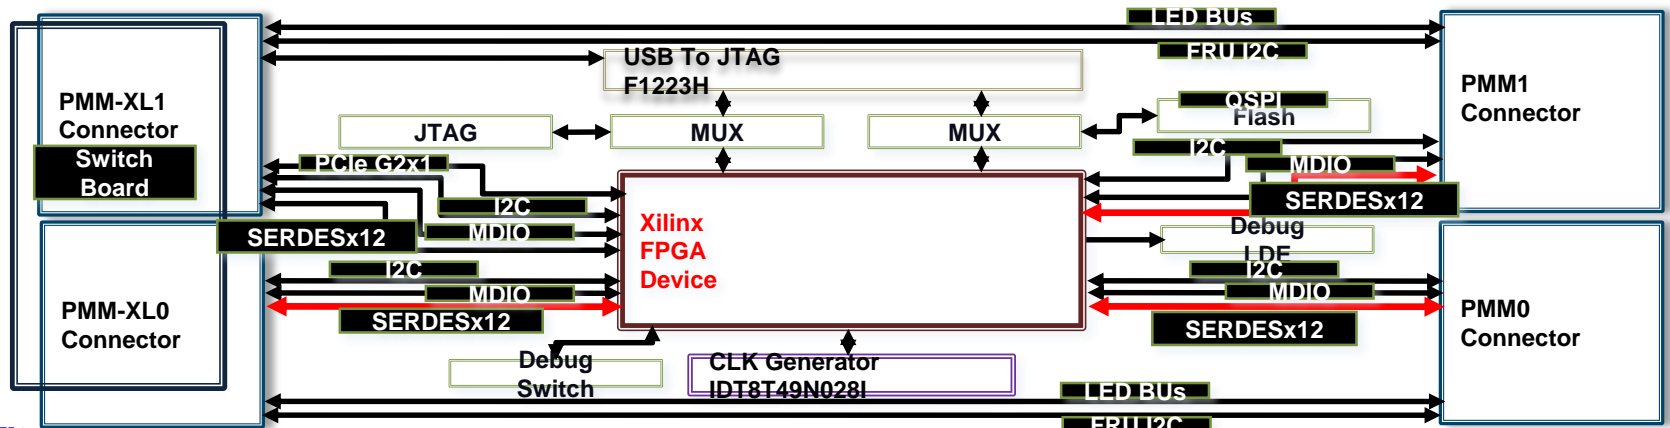 LED BUs
FRU I2C
USB To JTAG
F1223H
PMM-XL1
Connector
Switch
Board
PMM1
Connector
QSPI
Flash
JTAG
MUX
MUX
I2C
PCIe G2x1
MDIO
I2C
SERDESx12
MDIO
SERDESx12
Xilinx
FPGA
Device
Debug
LDE
I2C
MDIO
SERDESx12
I2C
MDIO
SERDESx12
PMM-XL0
Connector
PMM0
Connector
Debug
Switch
CLK Generator
IDT8T49N028I
LED BUs
FRU I2C